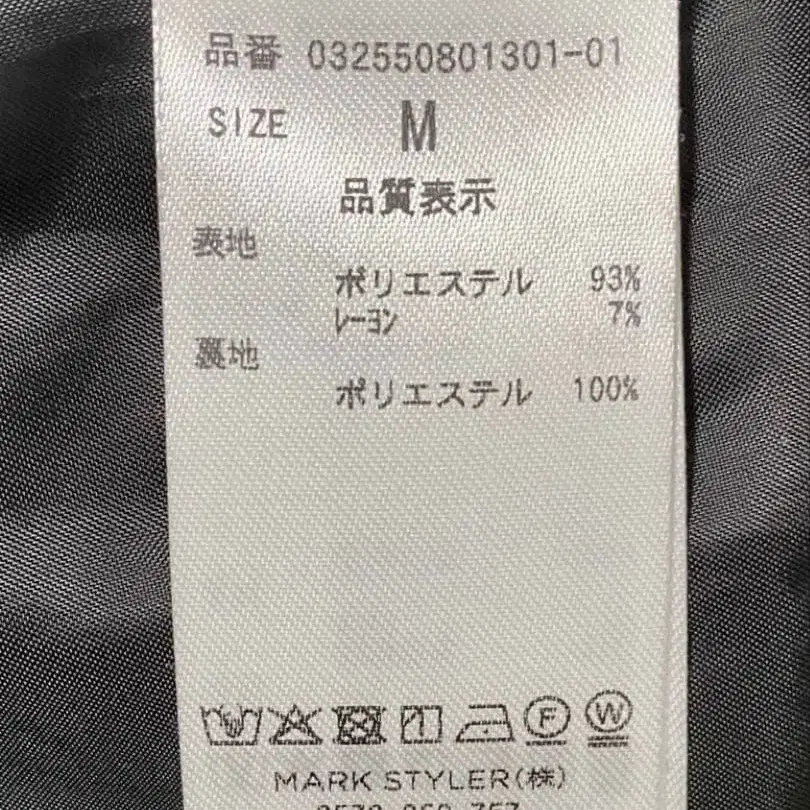 品番 032550801301-01
SIZE M
品質表示
表地
ポリエステル 93%
ﾚｰﾖﾝ 7%
裏地
ポリエステル 100%
F W
MARK STYLER(株)